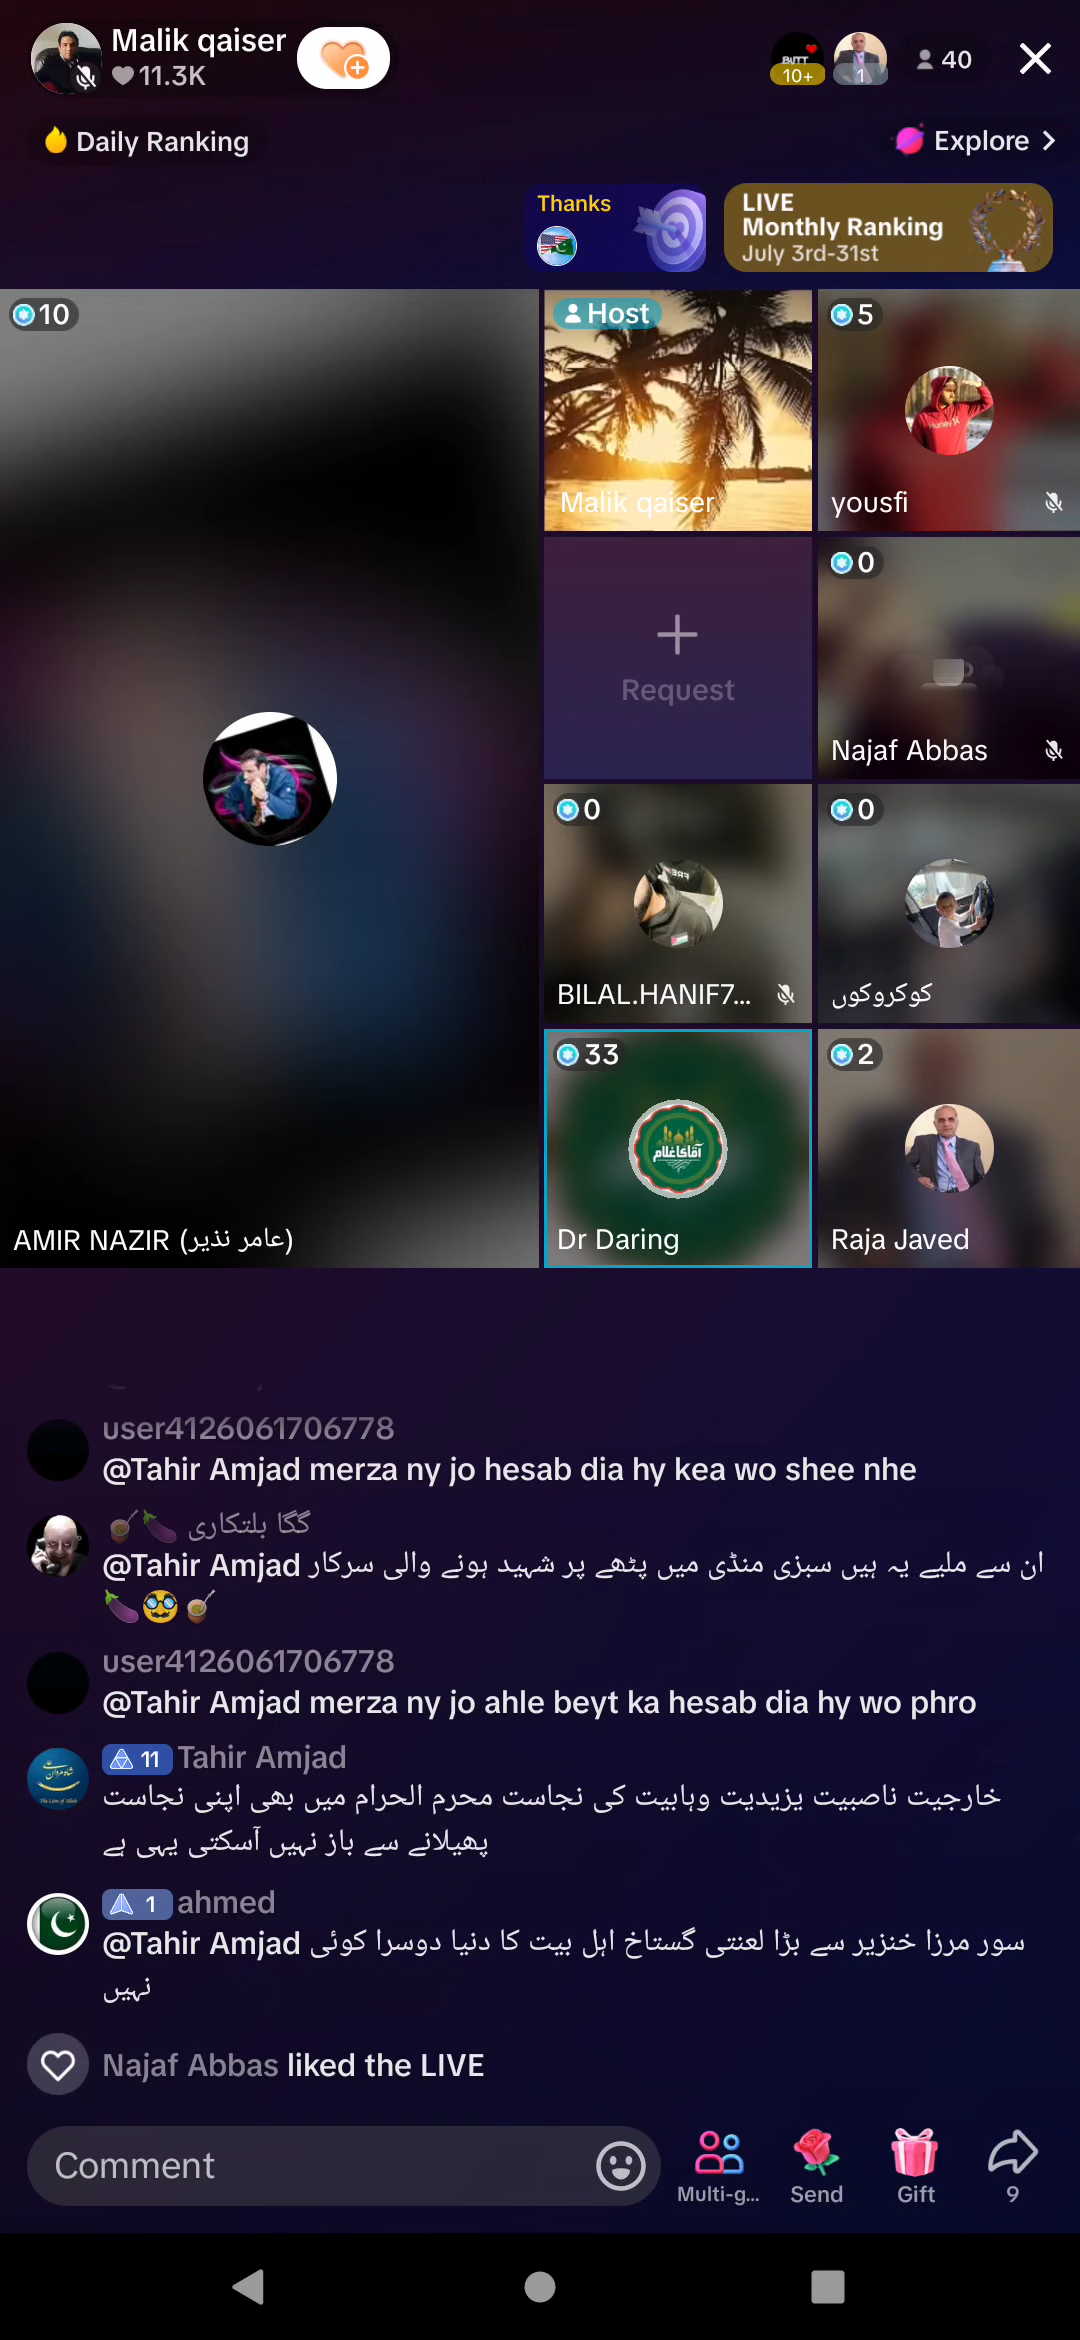 Malik qaiser
11.3K
BUTT
10+
1
40
Daily Ranking
Explore
Thanks
LIVE
Monthly Ranking
July 3rd-31st
10
AMIR NAZIR (عامر نذیر)
Host
Malik qaiser
5
Hurley
yousfi
Request
0
Najaf Abbas
0
BILAL.HANIF7...
0
کوکروکوں
33
آقا کا غلام
Dr Daring
2
Raja Javed
user4126061706778
@Tahir Amjad merza ny jo hesab dia hy kea wo shee nhe
گگا بلتکاری 🍆🧉
@Tahir Amjad ان سے ملیے یہ ہیں سبزی منڈی میں پٹھے پر شہید ہونے والی سرکار
🍆🥸🧉
user4126061706778
@Tahir Amjad merza ny jo ahle beyt ka hesab dia hy wo phro
11 Tahir Amjad
خارجیت ناصبیت یزیدیت وہابیت کی نجاست محرم الحرام میں بھی اپنی نجاست
پھیلانے سے باز نہیں آسکتی یہی ہے
1 ahmed
@Tahir Amjad سور مرزا خنزیر سے بڑا لعنتی گستاخ اہل بیت کا دنیا دوسرا کوئی
نہیں
Najaf Abbas liked the LIVE
Comment
Multi-g...
Send
Gift
9